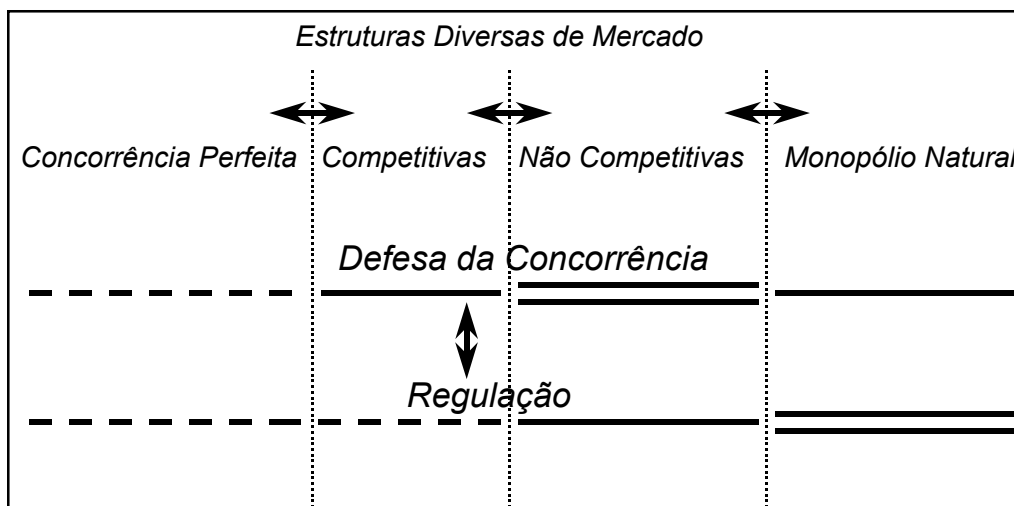 Estruturas Diversas de Mercado
Concorrência Perfeita Competitivas Não Competitivas Monopólio Natural
Defesa da Concorrência
Regulação